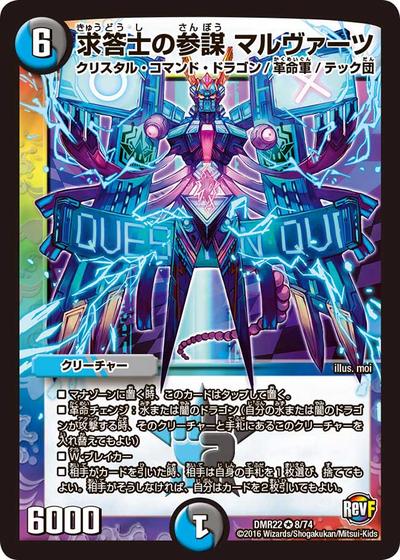 6
きゅうどうし さんぼう
求答士の参謀 マルヴァーツ
かくめいぐん だん
クリスタル・コマンド・ドラゴン/革命軍/テック団
QUES N QUI
クリーチャー
illus. moi
■ マナゾーンに置く時、このカードはタップして置く。
■ 革命チェンジ:水または闇のドラゴン(自分の水または闇のドラゴン
が攻撃する時、そのクリーチャーと手札にあるこのクリーチャーを
入れ替えてもよい)
■ W・ブレイカー
■ 相手がカードを引いた時、相手は自身の手札を1枚選び、捨てても
よい。相手がそうしなければ、自分はカードを2枚引いてもよい。
RevF
6000
1
DMR22 8/74
©2016 Wizards/Shogakukan/Mitsui-Kids